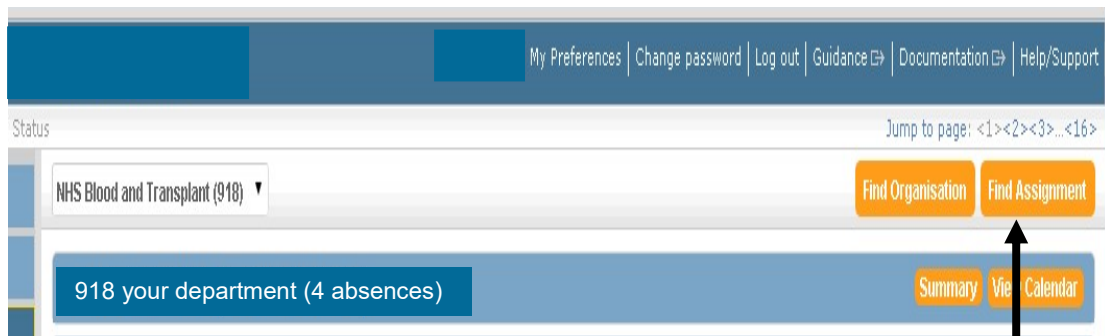 My Preferences | Change password | Log out | Guidance | Documentation | Help/Support
Status
Jump to page: <1><2><3>...<16>
NHS Blood and Transplant (918)
Find Organisation
Find Assignment
918 your department (4 absences)
Summary
View Calendar